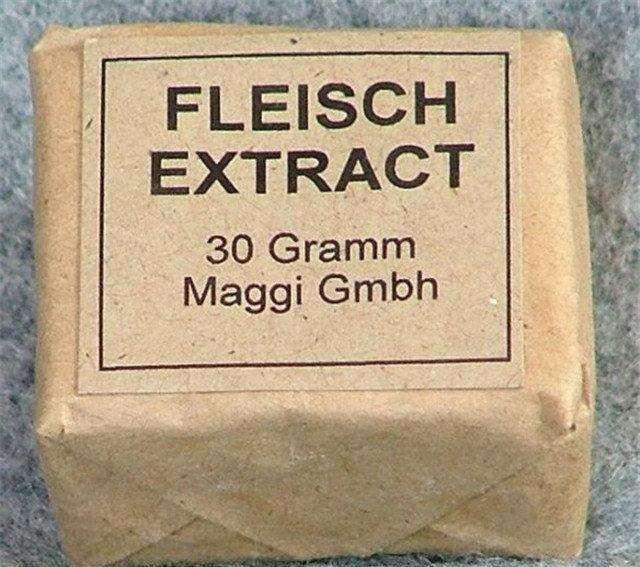 FLEISCH
EXTRACT
30 Gramm
Maggi Gmbh